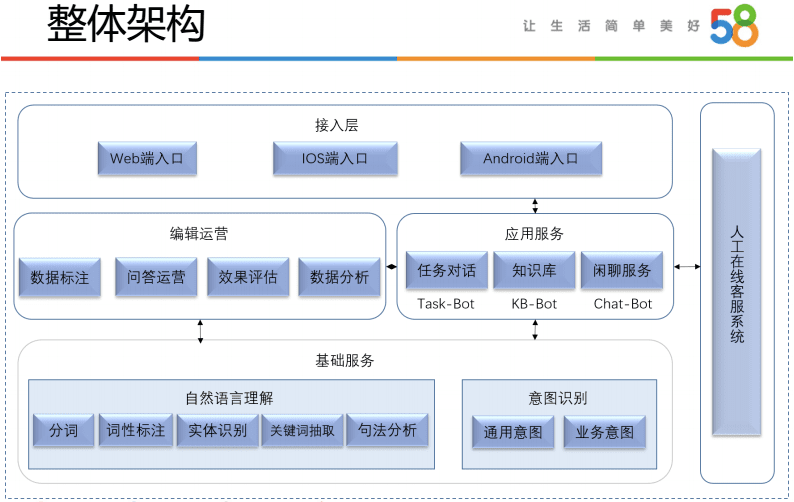 整体架构
让生活简单美好 58
接入层
Web端入口
IOS端入口
Android端入口
编辑运营
数据标注
问答运营
效果评估
数据分析
应用服务
任务对话
知识库
闲聊服务
Task-Bot
KB-Bot
Chat-Bot
人工在线客服系统
基础服务
自然语言理解
分词
词性标注
实体识别
关键词抽取
句法分析
意图识别
通用意图
业务意图